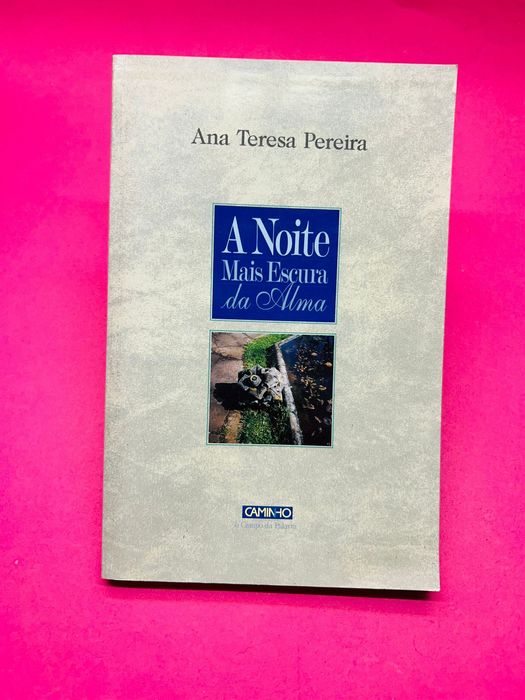 Ana Teresa Pereira
A Noite
Mais Escura
da Alma
CAMINHO
o Campo da Palavra